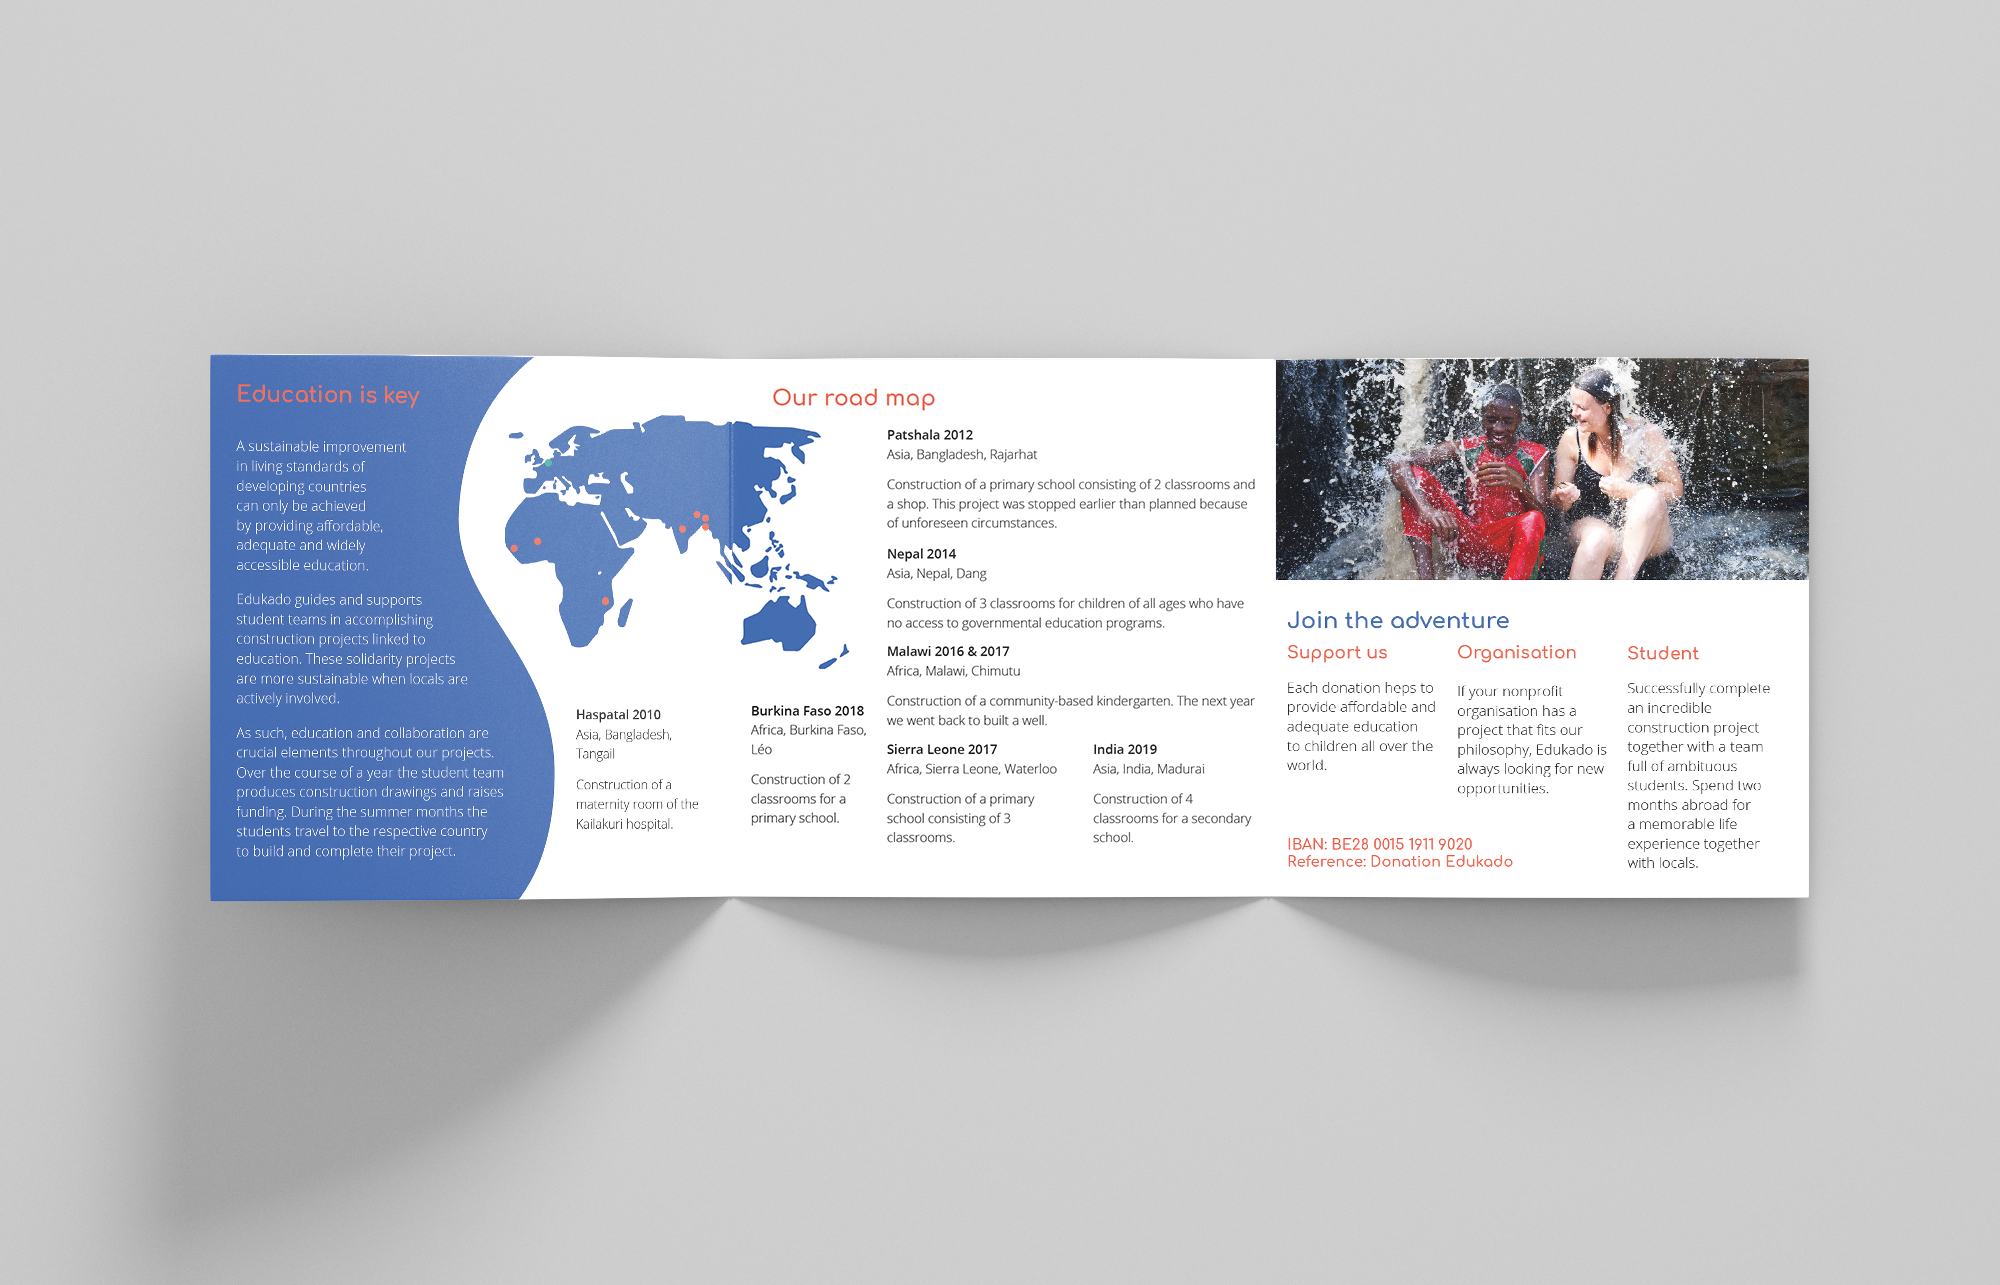 Education is key
A sustainable improvement
in living standards of
developing countries
can only be achieved
by providing affordable,
adequate and widely
accessible education.
Edukado guides and supports
student teams in accomplishing
construction projects linked to
education. These solidarity projects
are more sustainable when locals are
actively involved.
As such, education and collaboration are
crucial elements throughout our projects.
Over the course of a year the student team
produces construction drawings and raises
funding. During the summer months the
students travel to the respective country
to build and complete their project.
Our road map
Haspatal 2010
Asia, Bangladesh,
Tangail
Construction of a
maternity room of the
Kailakuri hospital.
Burkina Faso 2018
Africa, Burkina Faso,
Léo
Construction of 2
classrooms for a
primary school.
Patshala 2012
Asia, Bangladesh, Rajarhat
Construction of a primary school consisting of 2 classrooms and
a shop. This project was stopped earlier than planned because
of unforeseen circumstances.
Nepal 2014
Asia, Nepal, Dang
Construction of 3 classrooms for children of all ages who have
no access to governmental education programs.
Malawi 2016 & 2017
Africa, Malawi, Chimutu
Construction of a community-based kindergarten. The next year
we went back to built a well.
Sierra Leone 2017
Africa, Sierra Leone, Waterloo
Construction of a primary
school consisting of 3
classrooms.
India 2019
Asia, India, Madurai
Construction of 4
classrooms for a secondary
school.
Join the adventure
Support us
Each donation heps to
provide affordable and
adequate education
to children all over the
world.
Organisation
If your nonprofit
organisation has a
project that fits our
philosophy, Edukado is
always looking for new
opportunities.
Student
Successfully complete
an incredible
construction project
together with a team
full of ambituous
students. Spend two
months abroad for
a memorable life
experience together
with locals.
IBAN: BE28 0015 1911 9020
Reference: Donation Edukado